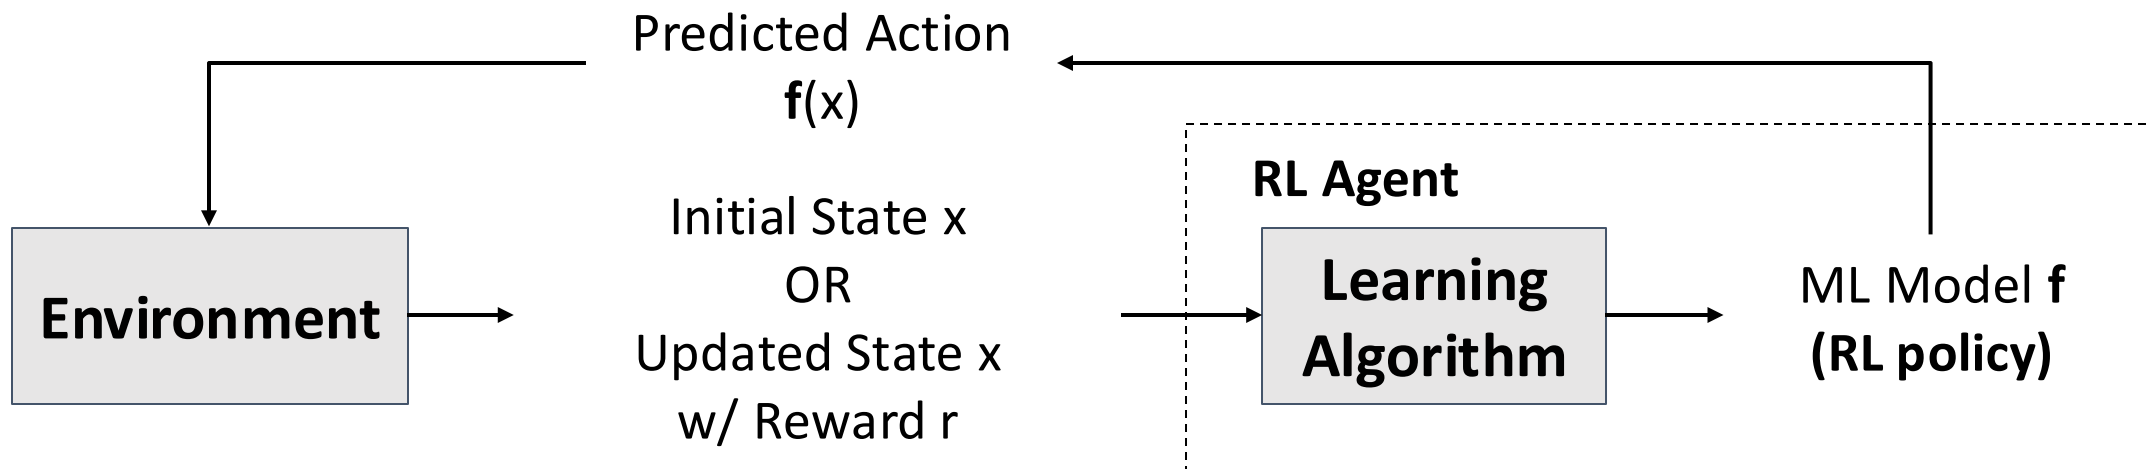 Predicted Action
f(x)
Initial State x
OR
Updated State x
w/ Reward r
Environment
RL Agent
Learning
Algorithm
ML Model f
(RL policy)